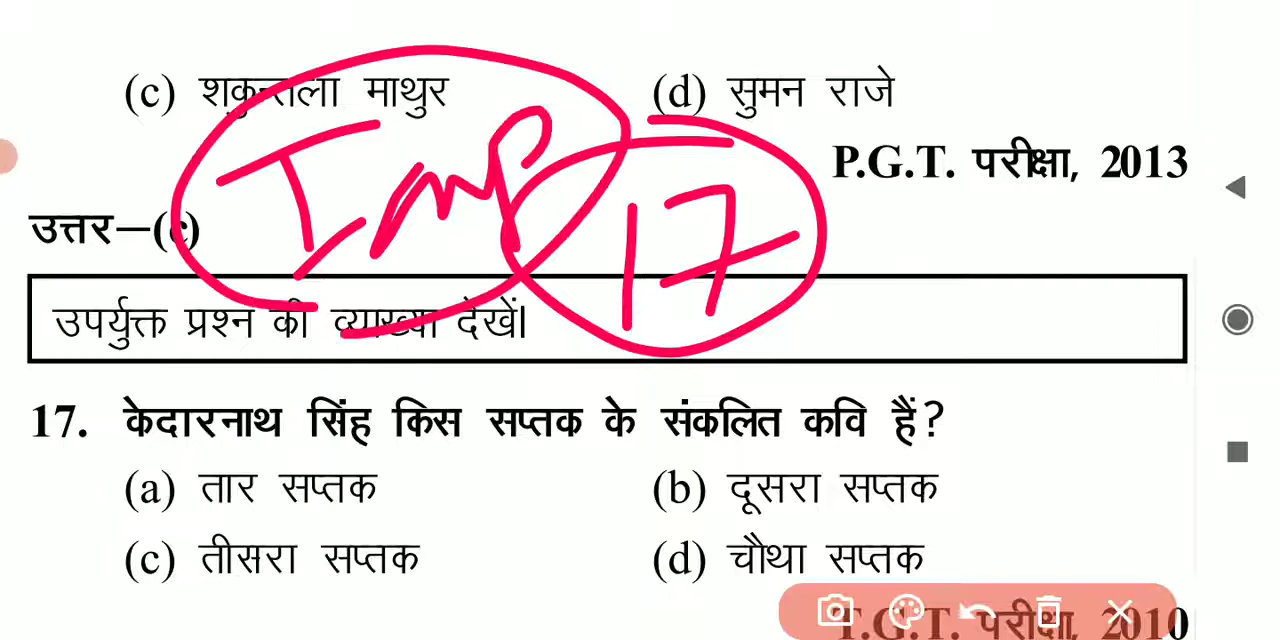 (c) शकुन्तला माथुर (d) सुमन राजे
P.G.T. परीक्षा, 2013
Imp 17
उत्तर—(c)
उपर्युक्त प्रश्न की व्याख्या देखें।
17. केदारनाथ सिंह किस सप्तक के संकलित कवि हैं?
(a) तार सप्तक (b) दूसरा सप्तक
(c) तीसरा सप्तक (d) चौथा सप्तक
T.G.T. परीक्षा, 2010